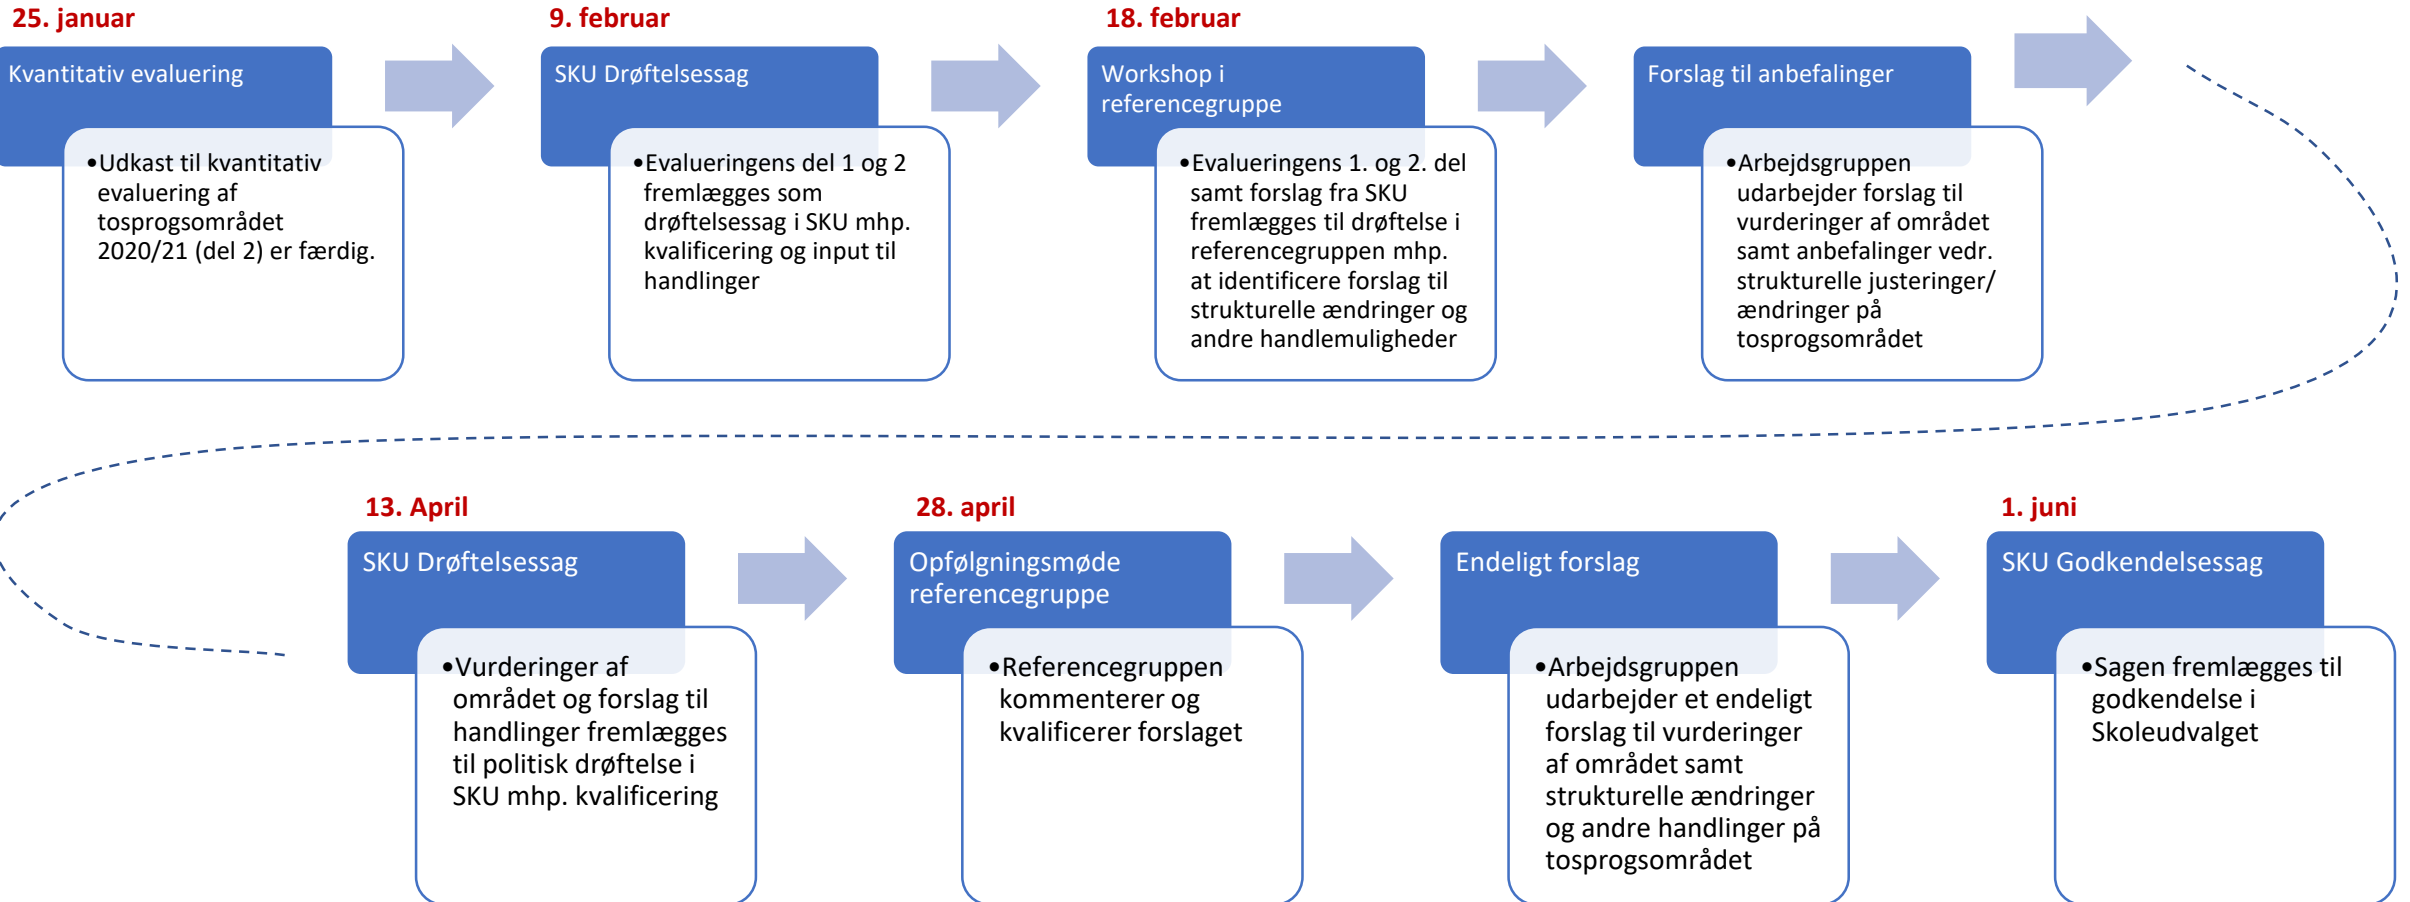 25. januar
Kvantitativ evaluering
•Udkast til kvantitativ
evaluering af
tosprogsområdet
2020/21 (del 2) er færdig.
9. februar
SKU Drøftelsessag
•Evalueringens del 1 og 2
fremlægges som
drøftelsessag i SKU mhp.
kvalificering og input til
handlinger
18. februar
Workshop i
referencegruppe
•Evalueringens 1. og 2. del
samt forslag fra SKU
fremlægges til drøftelse i
referencegruppen mhp.
at identificere forslag til
strukturelle ændringer og
andre handlemuligheder
Forslag til anbefalinger
•Arbejdsgruppen
udarbejder forslag til
vurderinger af området
samt anbefalinger vedr.
strukturelle justeringer/
ændringer på
tosprogsområdet
13. April
SKU Drøftelsessag
•Vurderinger af
området og forslag til
handlinger fremlægges
til politisk drøftelse i
SKU mhp. kvalificering
28. april
Opfølgningsmøde
referencegruppe
•Referencegruppen
kommenterer og
kvalificerer forslaget
Endeligt forslag
•Arbejdsgruppen
udarbejder et endeligt
forslag til vurderinger
af området samt
strukturelle ændringer
og andre handlinger på
tosprogsområdet
1. juni
SKU Godkendelsessag
•Sagen fremlægges til
godkendelse i
Skoleudvalget